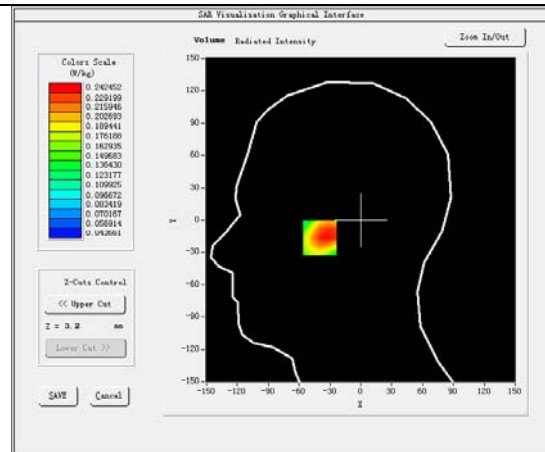 SAR Visualisation Graphical Interface
Volume Radiated Intensity
Zoom In/Out
Colors Scale
(W/kg)
0.242452
0.229199
0.215946
0.202693
0.189441
0.176188
0.162935
0.149683
0.136430
0.123177
0.109925
0.096672
0.083419
0.070167
0.056914
0.043661
150
120
90
60
30
0
-30
-60
-90
-120
-150
Y
-150 -120 -90 -60 -30 0 30 60 90 120 150
X
Z-Cuts Control
<< Upper Cut
Z = 3.2 mm
Lower Cut >>
SAVE Cancel